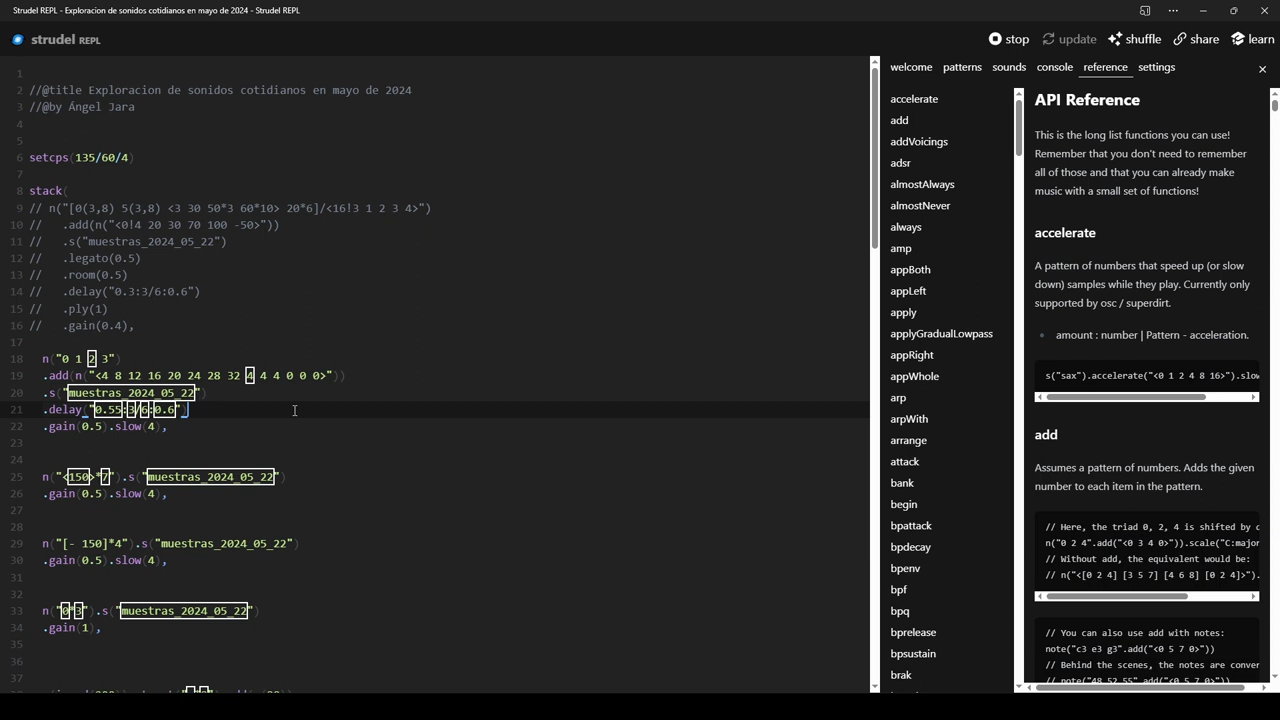 Strudel REPL - Exploracion de sonidos cotidianos en mayo de 2024 - Strudel REPL
strudel REPL
stop
update
shuffle
share
learn
1
2 //@title Exploracion de sonidos cotidianos en mayo de 2024
3 //@by Ángel Jara
4
5
6 setcps(135/60/4)
7
8 stack(
9 // n("[0(3,8) 5(3,8) <3 30 50*3 60*10> 20*6]/<16!3 1 2 3 4>")
10 //   .add(n("<0!4 20 30 70 100 -50>"))
11 //   .s("muestras_2024_05_22")
12 //   .legato(0.5)
13 //   .room(0.5)
14 //   .delay("0.3:3/6:0.6")
15 //   .ply(1)
16 //   .gain(0.4),
17
18 n("0 1 2 3")
19 .add(n("<4 8 12 16 20 24 28 32 4 4 4 0 0 0>"))
20 .s("muestras_2024_05_22")
21 .delay("0.55:3/6:0.6")
22 .gain(0.5).slow(4),
23
24
25 n("<150>*7").s("muestras_2024_05_22")
26 .gain(0.5).slow(4),
27
28
29 n("[- 150]*4").s("muestras_2024_05_22")
30 .gain(0.5).slow(4),
31
32
33 n("0*3").s("muestras_2024_05_22")
34 .gain(1),
35
36
37
welcome
patterns
sounds
console
reference
settings
accelerate
add
addVoicings
adsr
almostAlways
almostNever
always
amp
appBoth
appLeft
apply
applyGradualLowpass
appRight
appWhole
arp
arpWith
arrange
attack
bank
begin
bpattack
bpdecay
bpenv
bpf
bpq
bprelease
bpsustain
brak
API Reference
This is the long list functions you can use!
Remember that you don't need to remember
all of those and that you can already make
music with a small set of functions!
accelerate
A pattern of numbers that speed up (or slow
down) samples while they play. Currently only
supported by osc / superdirt.
amount : number | Pattern - acceleration.
s("sax").accelerate("<0 1 2 4 8 16>").slow
add
Assumes a pattern of numbers. Adds the given
number to each item in the pattern.
// Here, the triad 0, 2, 4 is shifted by
n("0 2 4".add("<0 3 4 0>")).scale("C:major
// Without add, the equivalent would be:
// n("<[0 2 4] [3 5 7] [4 6 8] [0 2 4]>").
// You can also use add with notes:
note("c3 e3 g3".add("<0 5 7 0>"))
// Behind the scenes, the notes are conver
// note("48 52 55".add("<0 5 7 0>"))